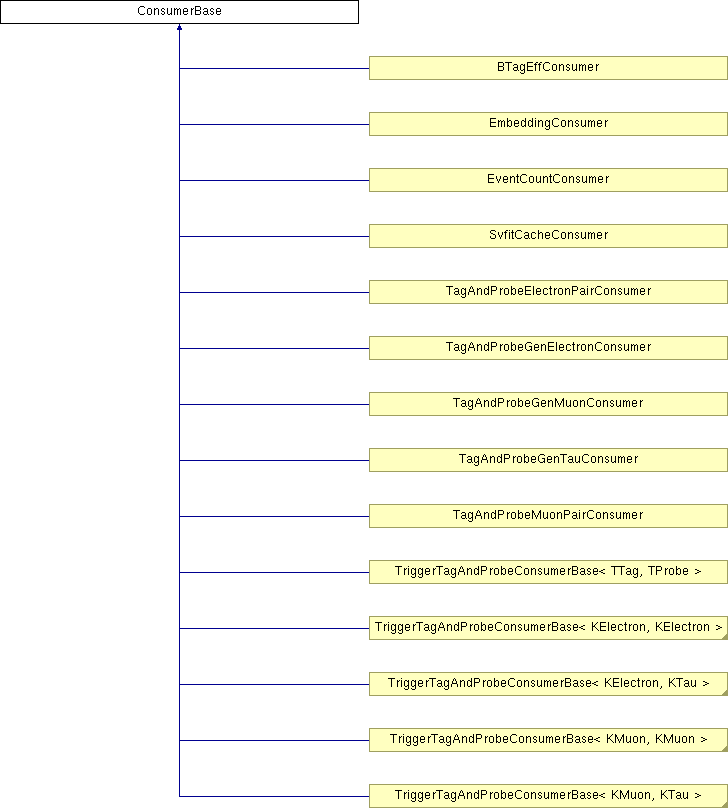 ConsumerBase
BTagEffConsumer
EmbeddingConsumer
EventCountConsumer
SvfitCacheConsumer
TagAndProbeElectronPairConsumer
TagAndProbeGenElectronConsumer
TagAndProbeGenMuonConsumer
TagAndProbeGenTauConsumer
TagAndProbeMuonPairConsumer
TriggerTagAndProbeConsumerBase< TTag, TProbe >
TriggerTagAndProbeConsumerBase< KElectron, KElectron >
TriggerTagAndProbeConsumerBase< KElectron, KTau >
TriggerTagAndProbeConsumerBase< KMuon, KMuon >
TriggerTagAndProbeConsumerBase< KMuon, KTau >